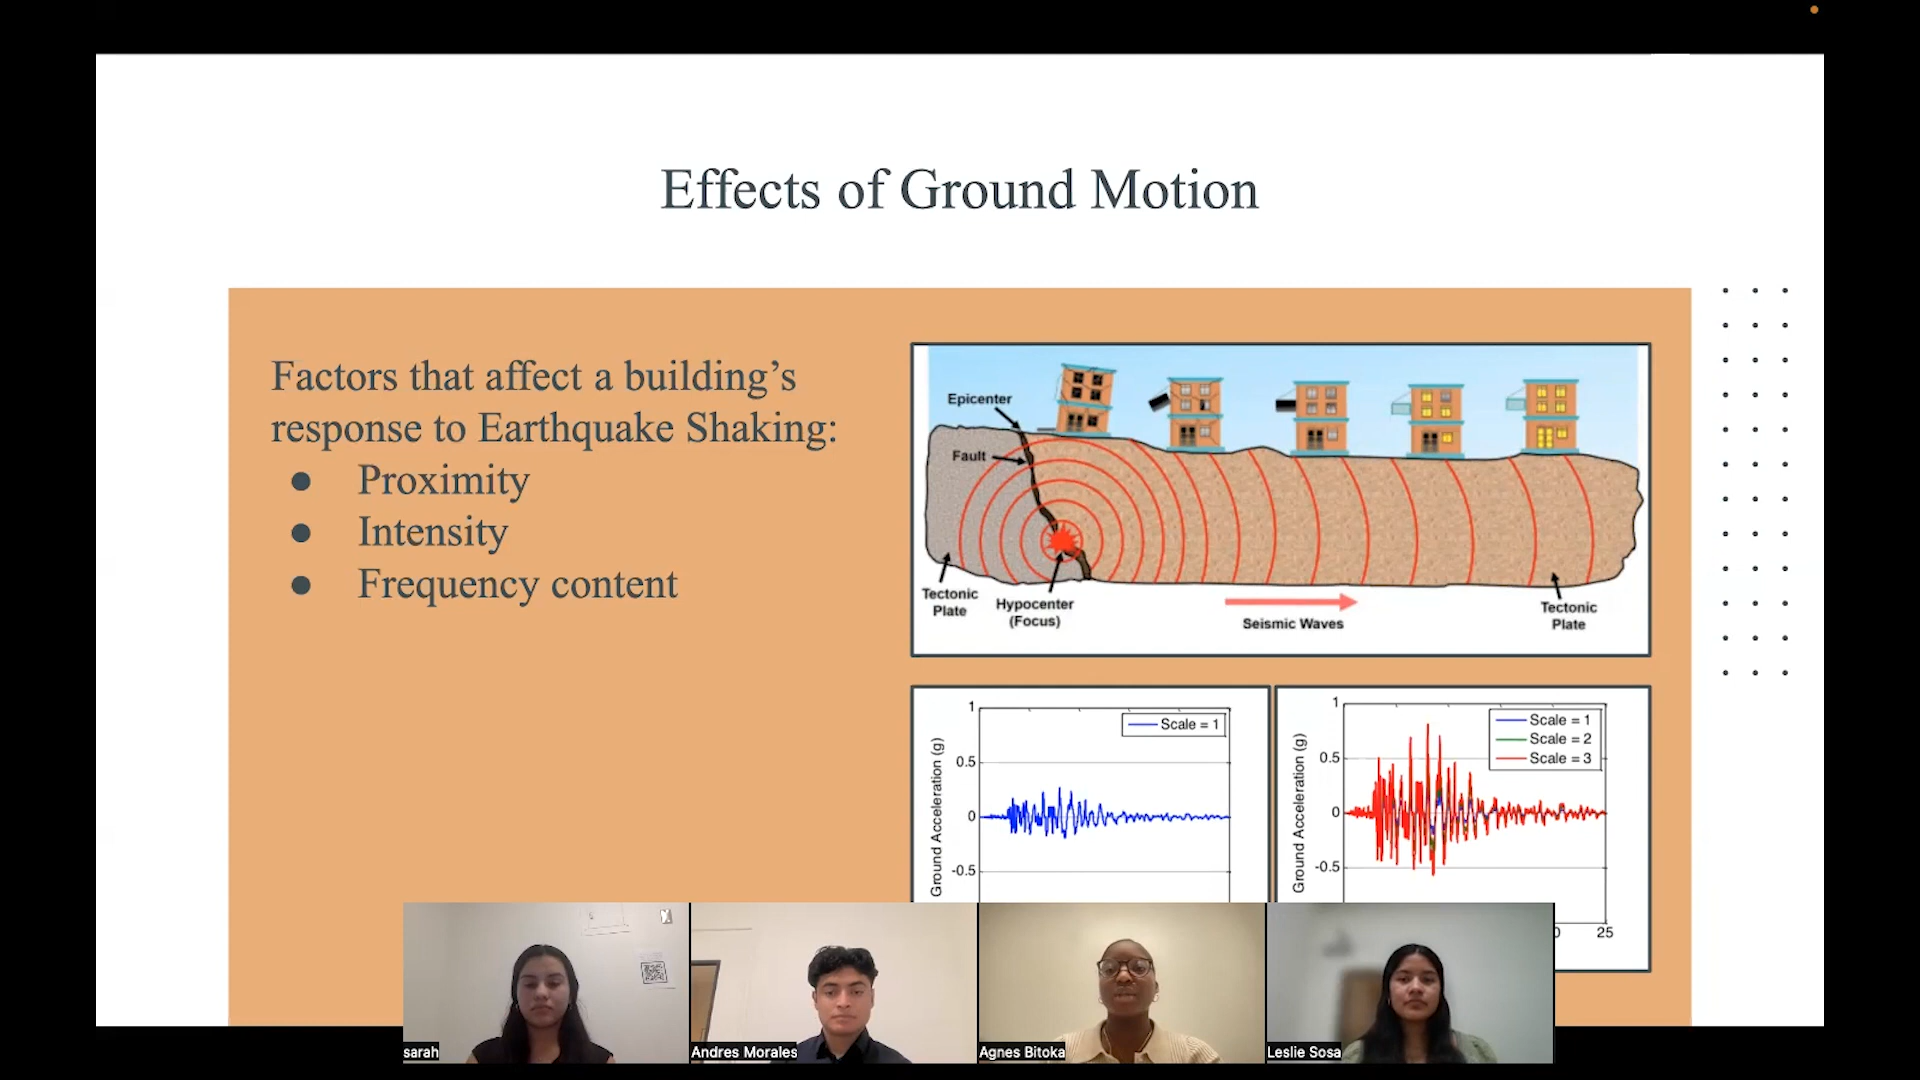 Effects of Ground Motion
Factors that affect a building’s
response to Earthquake Shaking:
● Proximity
● Intensity
● Frequency content
Epicenter
Fault
Tectonic
Plate
Hypocenter
(Focus)
Seismic Waves
Tectonic
Plate
1
0.5
0
-0.5
Ground Acceleration (g)
Scale = 1
1
0.5
0
-0.5
Ground Acceleration (g)
Scale = 1
Scale = 2
Scale = 3
25
sarah
Andres Morales
Agnes Bitoka
Leslie Sosa